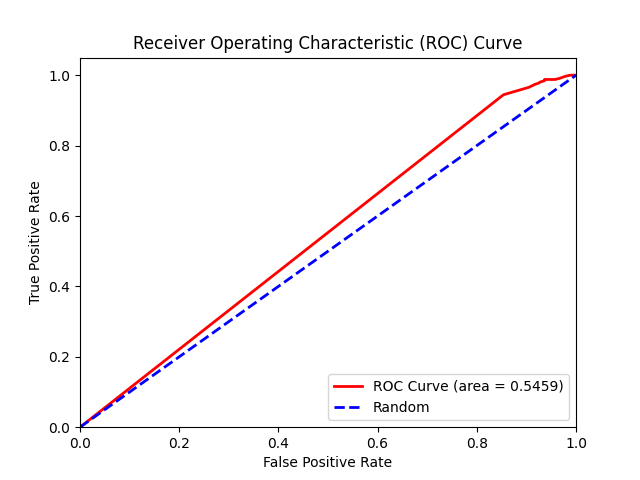 Receiver Operating Characteristic (ROC) Curve
1.0
0.8
0.6
0.4
0.2
0.0
True Positive Rate
ROC Curve (area = 0.5459)
Random
0.0 0.2 0.4 0.6 0.8 1.0
False Positive Rate